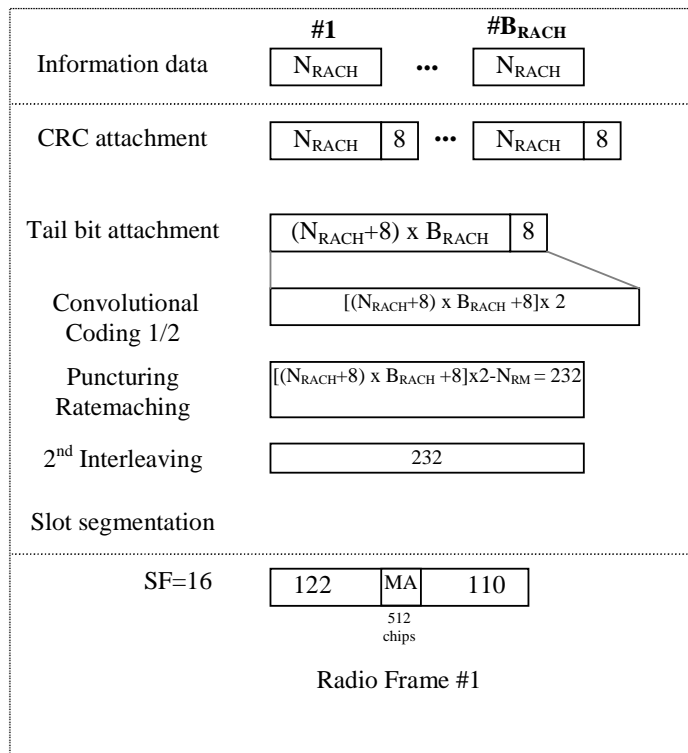 #1 #B_RACH
Information data N_RACH ... N_RACH
CRC attachment N_RACH 8 ... N_RACH 8
Tail bit attachment (N_RACH+8) x B_RACH 8
Convolutional
Coding 1/2
[(N_RACH+8) x B_RACH +8]x 2
Puncturing
Ratemaching
[(N_RACH+8) x B_RACH +8]x2-N_RM = 232
2nd Interleaving 232
Slot segmentation
SF=16 122 MA 110
512
chips
Radio Frame #1